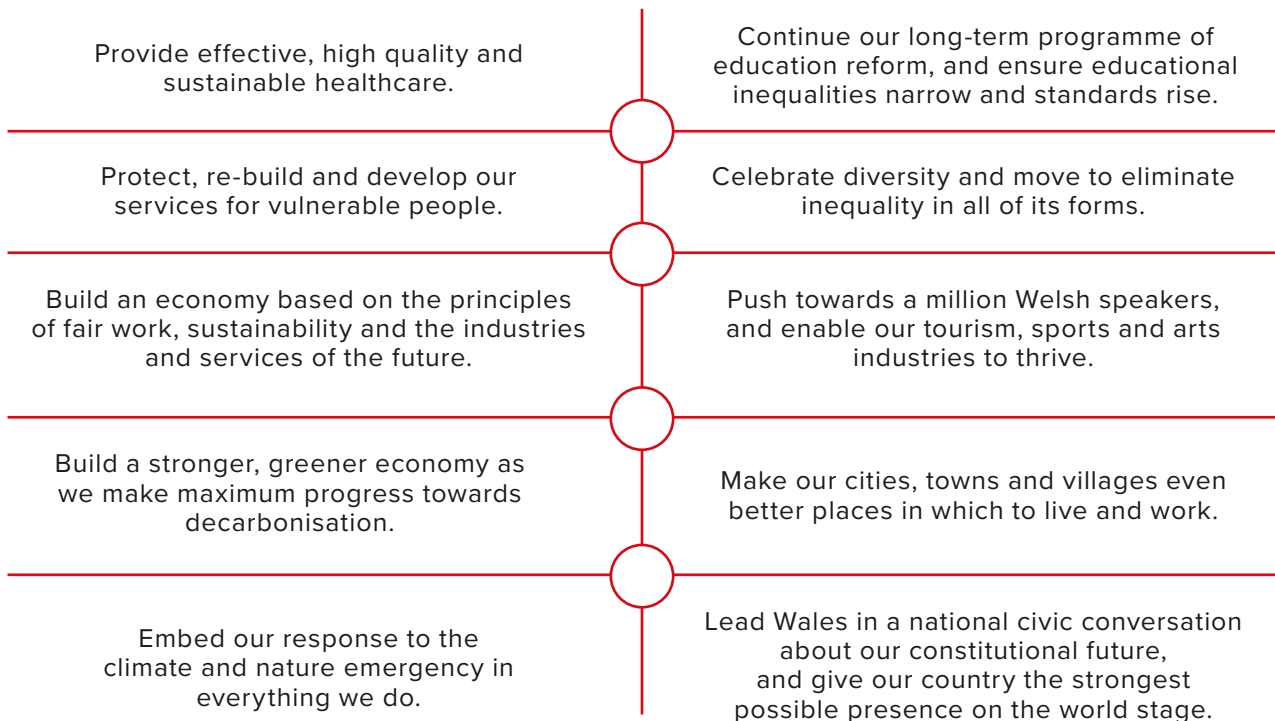 Provide effective, high quality and
sustainable healthcare.
Continue our long-term programme of
education reform, and ensure educational
inequalities narrow and standards rise.
Protect, re-build and develop our
services for vulnerable people.
Celebrate diversity and move to eliminate
inequality in all of its forms.
Build an economy based on the principles
of fair work, sustainability and the industries
and services of the future.
Push towards a million Welsh speakers,
and enable our tourism, sports and arts
industries to thrive.
Build a stronger, greener economy as
we make maximum progress towards
decarbonisation.
Make our cities, towns and villages even
better places in which to live and work.
Embed our response to the
climate and nature emergency in
everything we do.
Lead Wales in a national civic conversation
about our constitutional future,
and give our country the strongest
possible presence on the world stage.